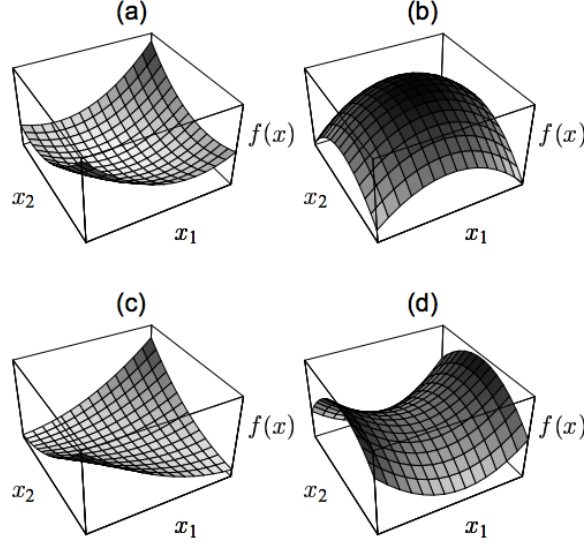 (a) (b)
f(x) f(x)
x₂ x₂
x₁ x₁
(c) (d)
f(x) f(x)
x₂ x₂
x₁ x₁